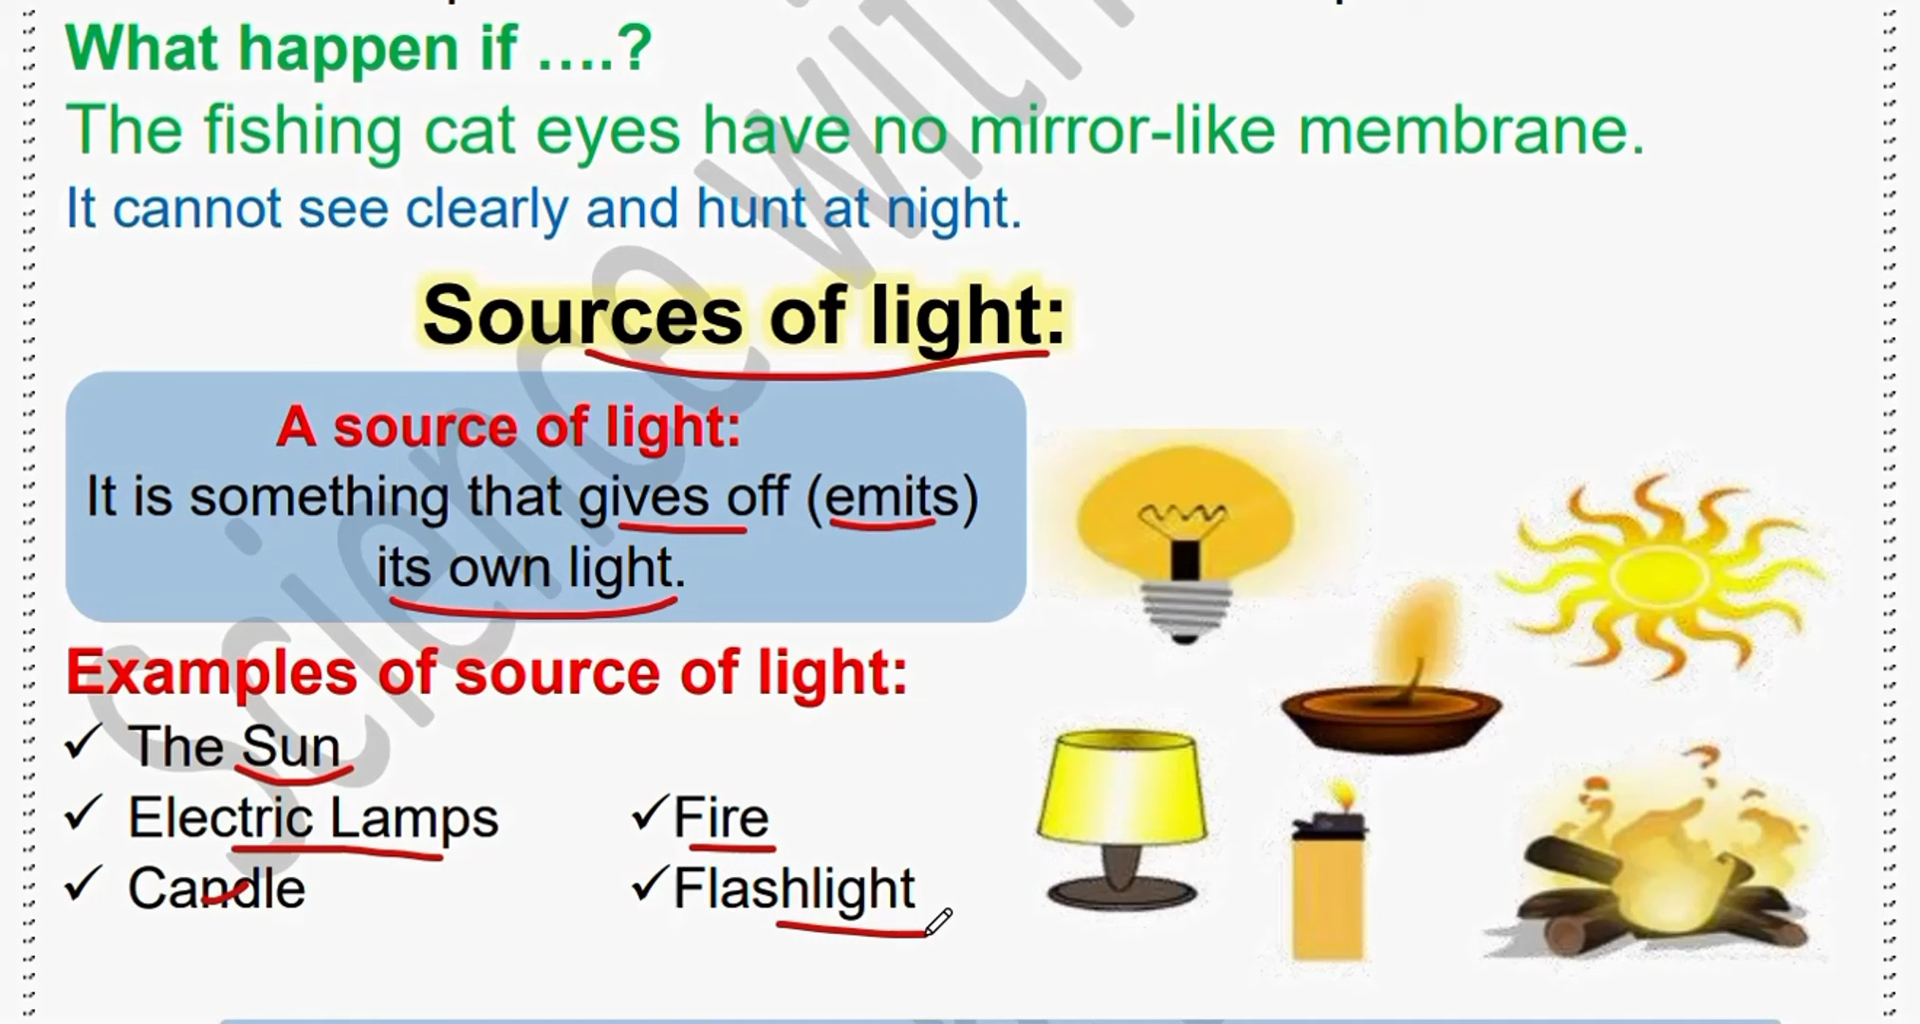 What happen if ....?
The fishing cat eyes have no mirror-like membrane.
It cannot see clearly and hunt at night.
Sources of light:
A source of light:
It is something that gives off (emits)
its own light.
Examples of source of light:
✓ The Sun
✓ Electric Lamps ✓Fire
✓ Candle ✓Flashlight
Science with